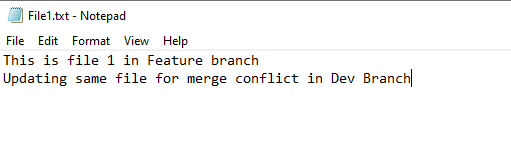 File1.txt - Notepad
File Edit Format View Help
This is file 1 in Feature branch
Updating same file for merge conflict in Dev Branch